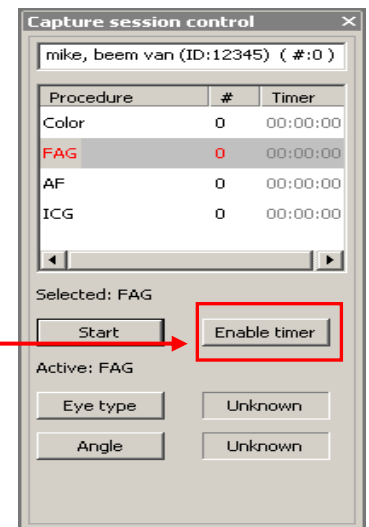 Capture session control ×
mike, beem van (ID:12345) ( #:0 )
Procedure # Timer
Color 0 00:00:00
FAG 0 00:00:00
AF 0 00:00:00
ICG 0 00:00:00
Selected: FAG
Start Enable timer
Active: FAG
Eye type Unknown
Angle Unknown